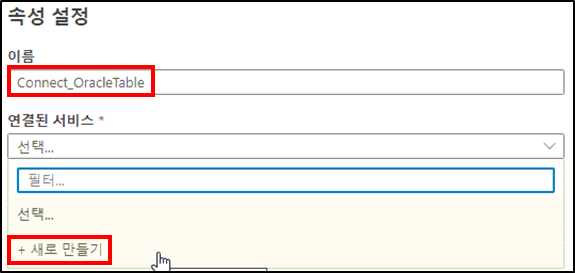 속성 설정
이름
Connect_OracleTable
연결된 서비스 *
선택...
필터...
선택...
+ 새로 만들기